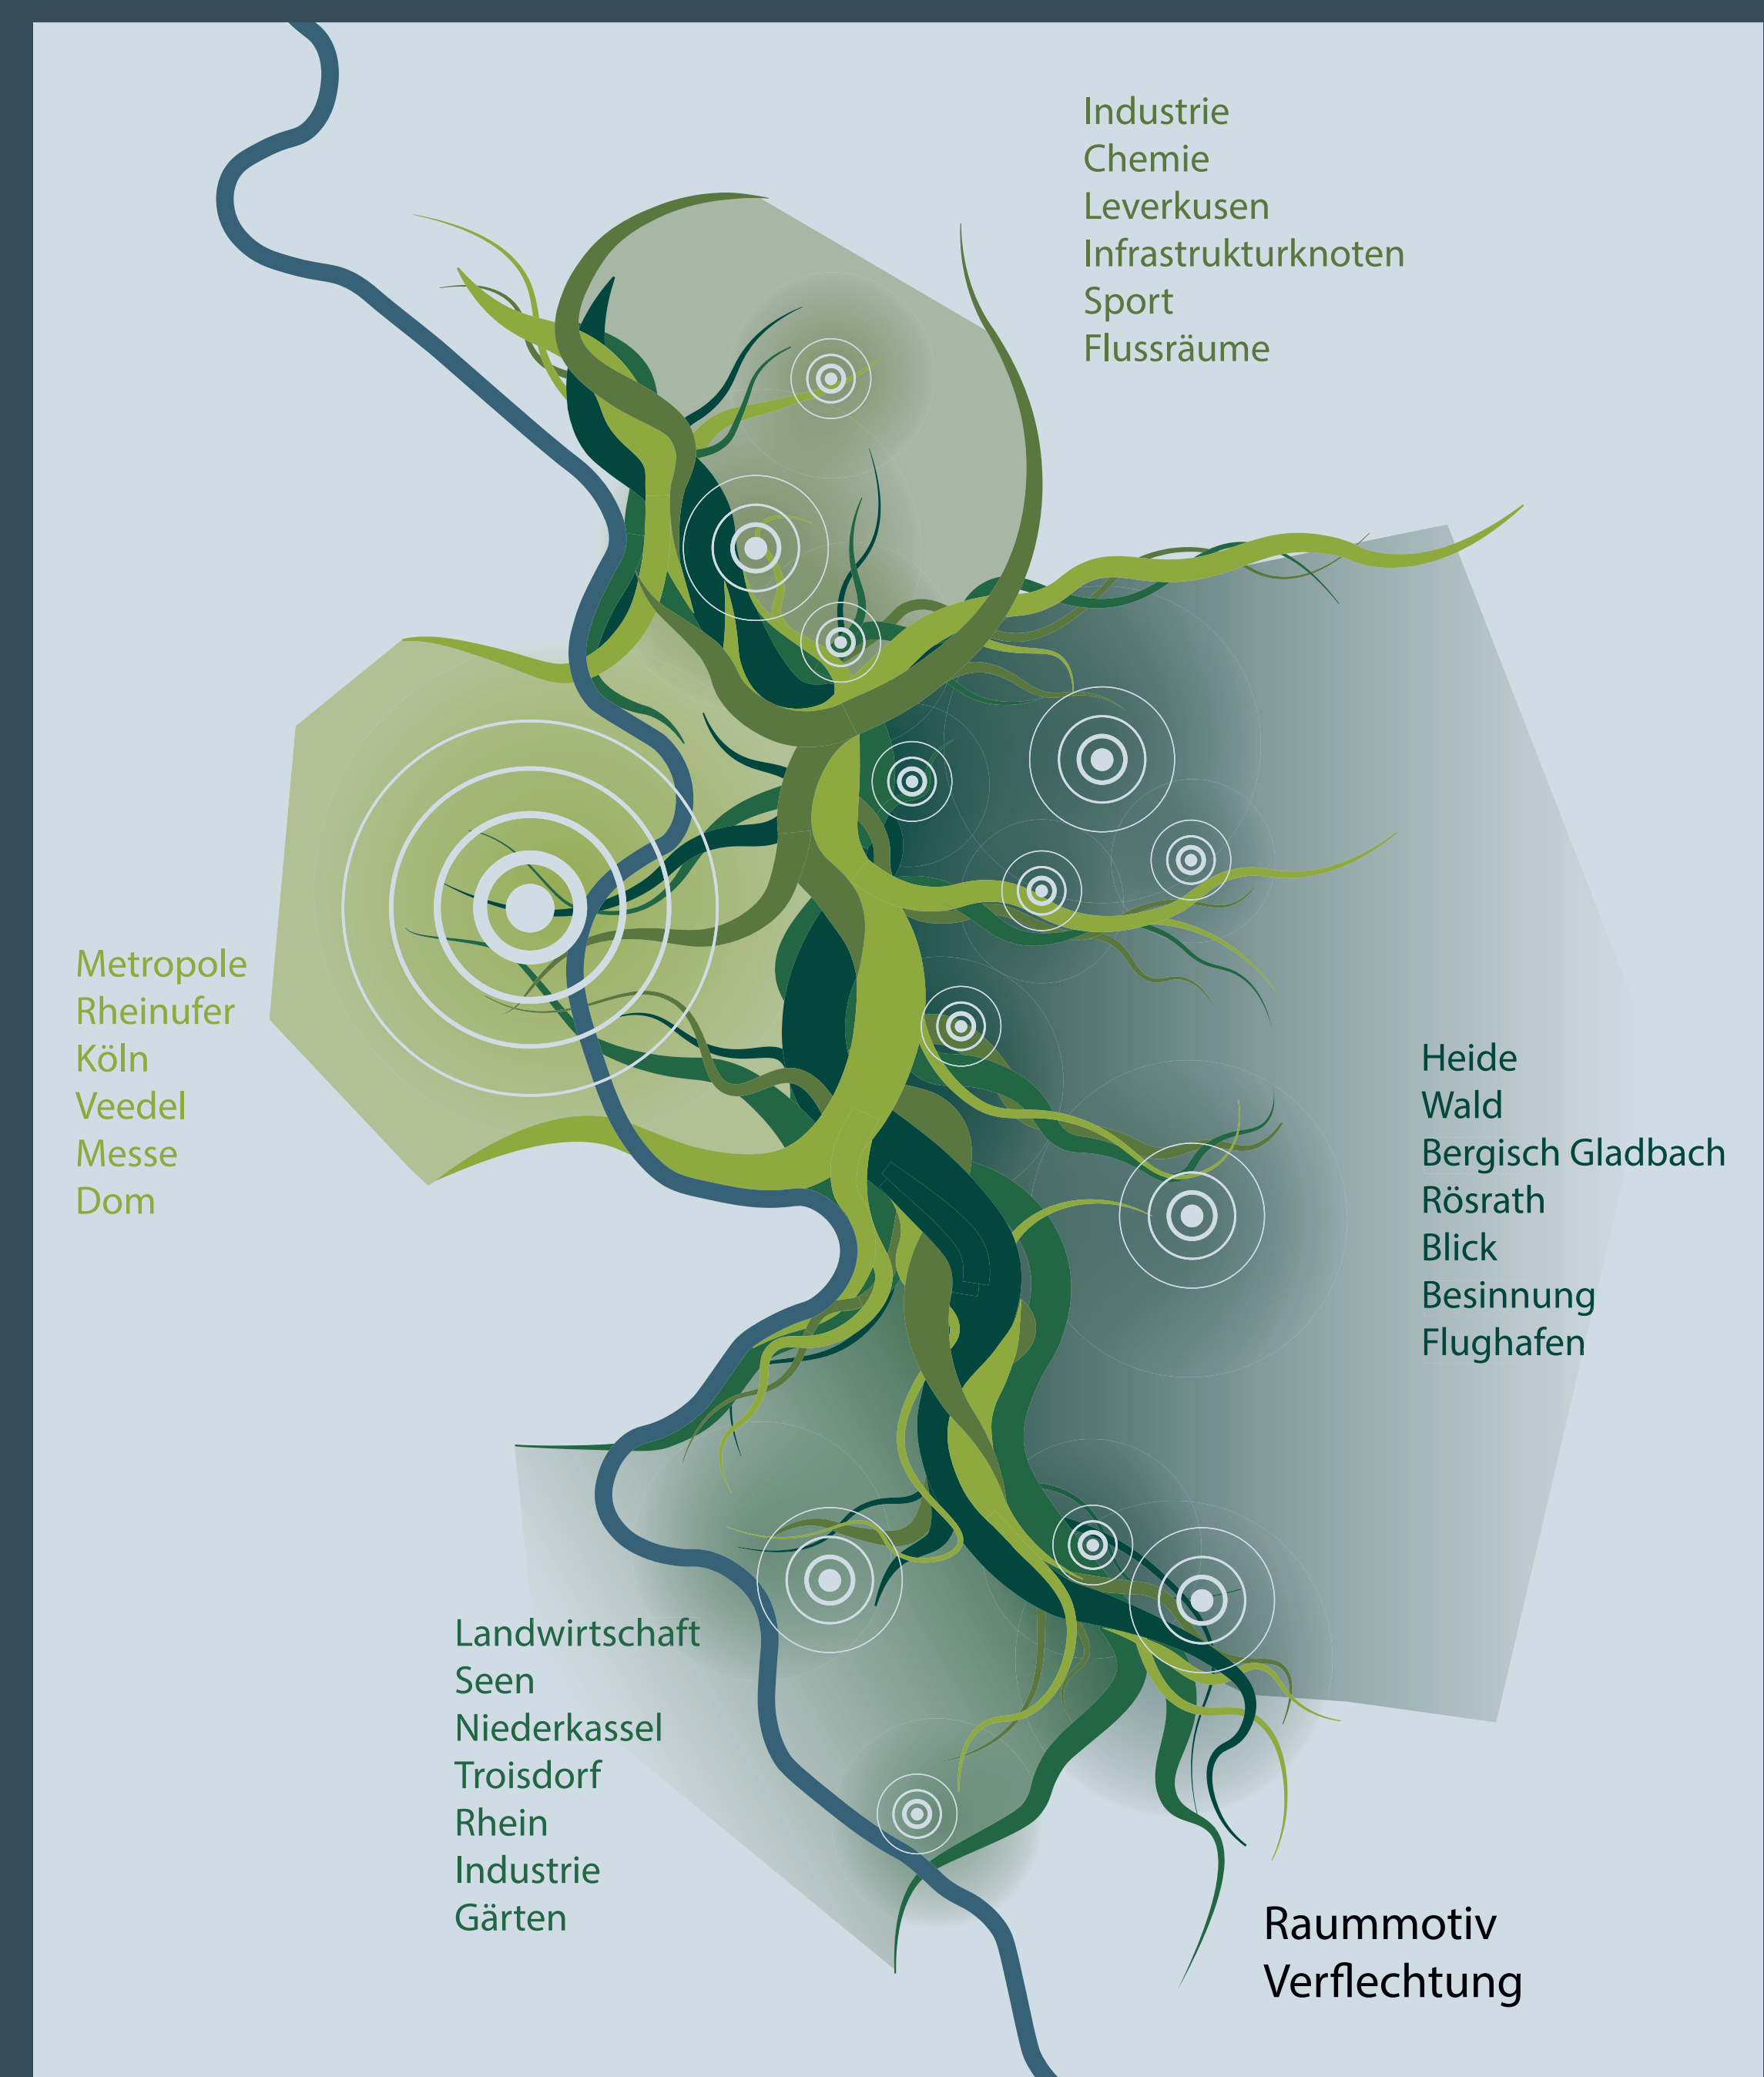 Industrie
Chemie
Leverkusen
Infrastrukturknoten
Sport
Flussräume
Metropole
Rheinufer
Köln
Veedel
Messe
Dom
Heide
Wald
Bergisch Gladbach
Rösrath
Blick
Besinnung
Flughafen
Landwirtschaft
Seen
Niederkassel
Troisdorf
Rhein
Industrie
Gärten
Raummotiv
Verflechtung